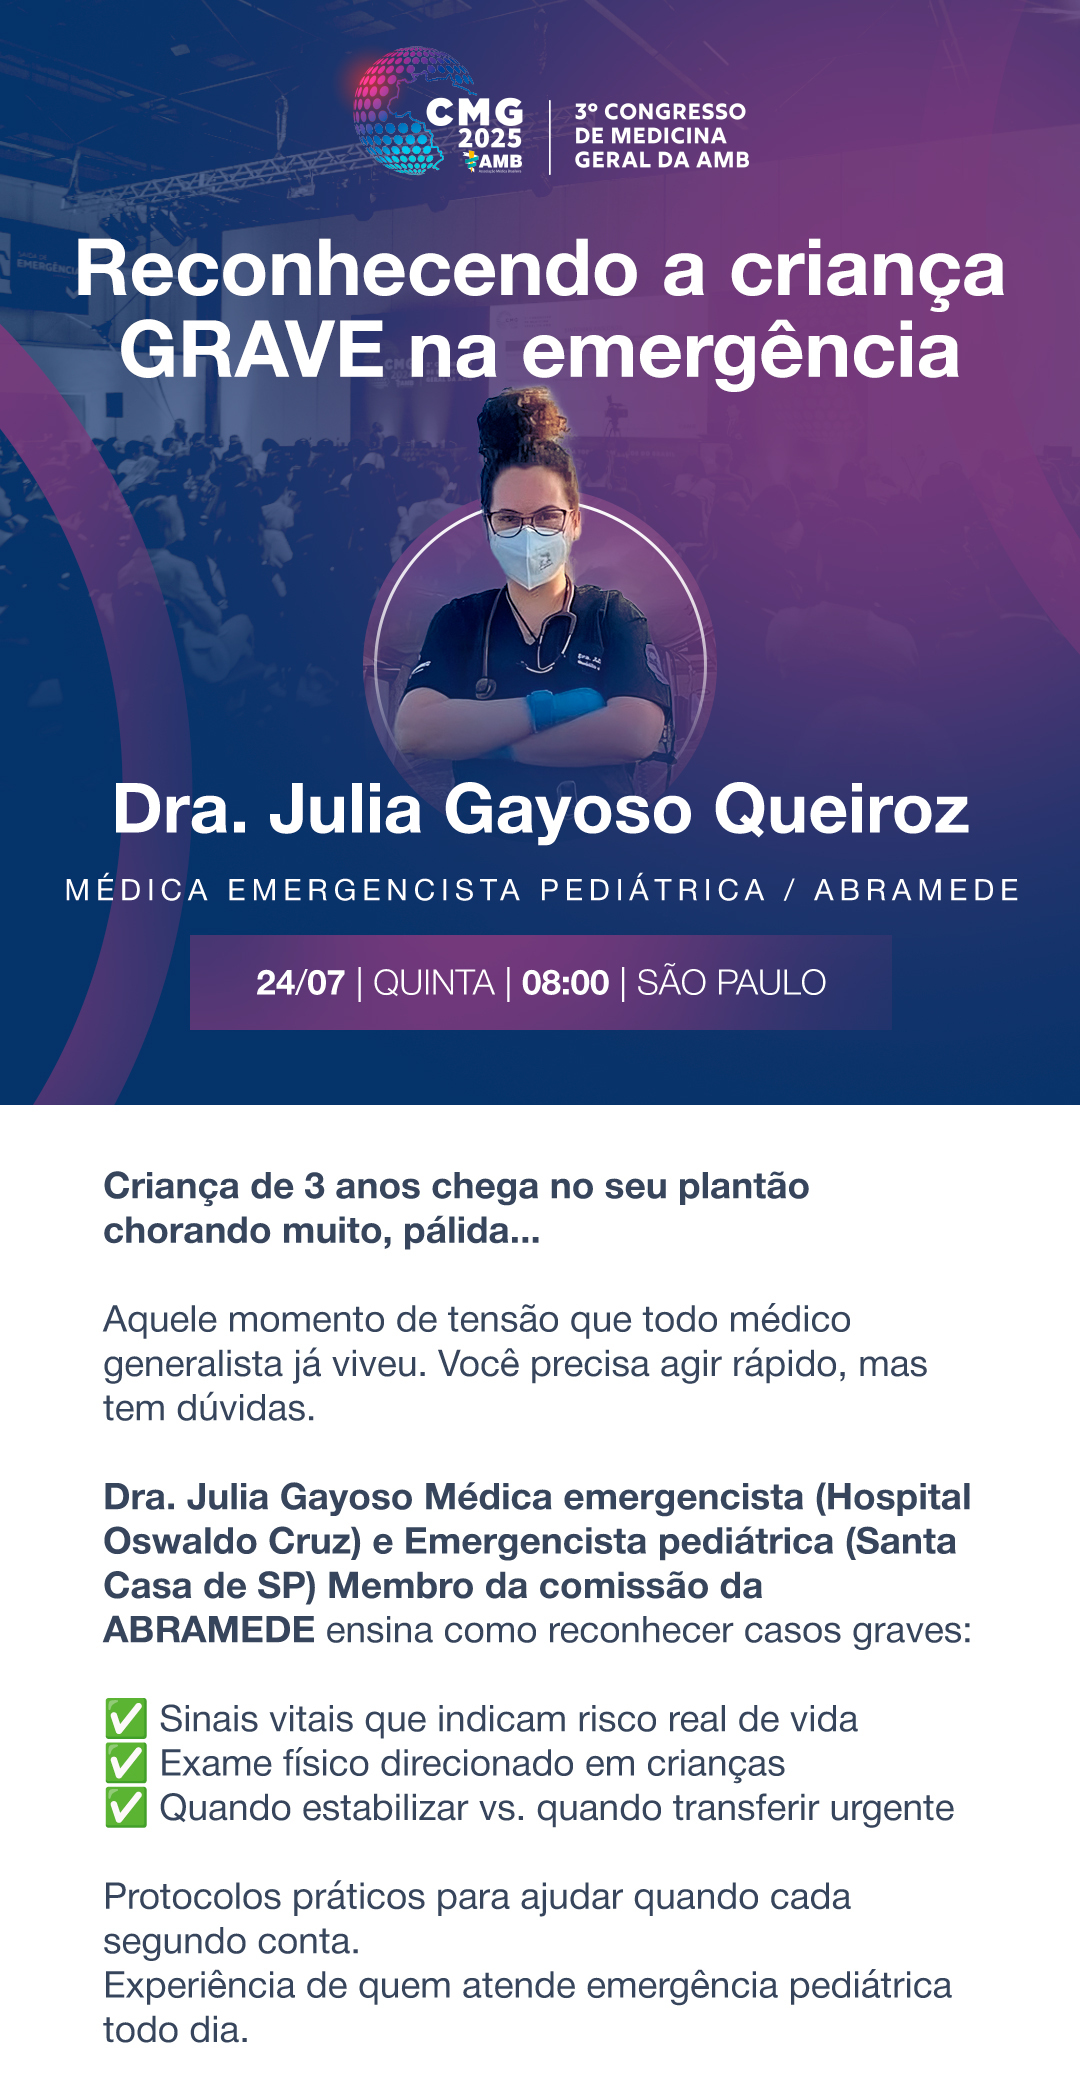 CMG
2025
AMB
Associação Médica Brasileira
3º CONGRESSO
DE MEDICINA
GERAL DA AMB
EMERGÊNCIA
Reconhecendo a criança
GRAVE na emergência
Dra. Julia Gayoso Queiroz
MÉDICA EMERGENCISTA PEDIÁTRICA / ABRAMEDE
24/07 | QUINTA | 08:00 | SÃO PAULO
Criança de 3 anos chega no seu plantão
chorando muito, pálida...
Aquele momento de tensão que todo médico
generalista já viveu. Você precisa agir rápido, mas
tem dúvidas.
Dra. Julia Gayoso Médica emergencista (Hospital
Oswaldo Cruz) e Emergencista pediátrica (Santa
Casa de SP) Membro da comissão da
ABRAMEDE ensina como reconhecer casos graves:
✅ Sinais vitais que indicam risco real de vida
✅ Exame físico direcionado em crianças
✅ Quando estabilizar vs. quando transferir urgente
Protocolos práticos para ajudar quando cada
segundo conta.
Experiência de quem atende emergência pediátrica
todo dia.